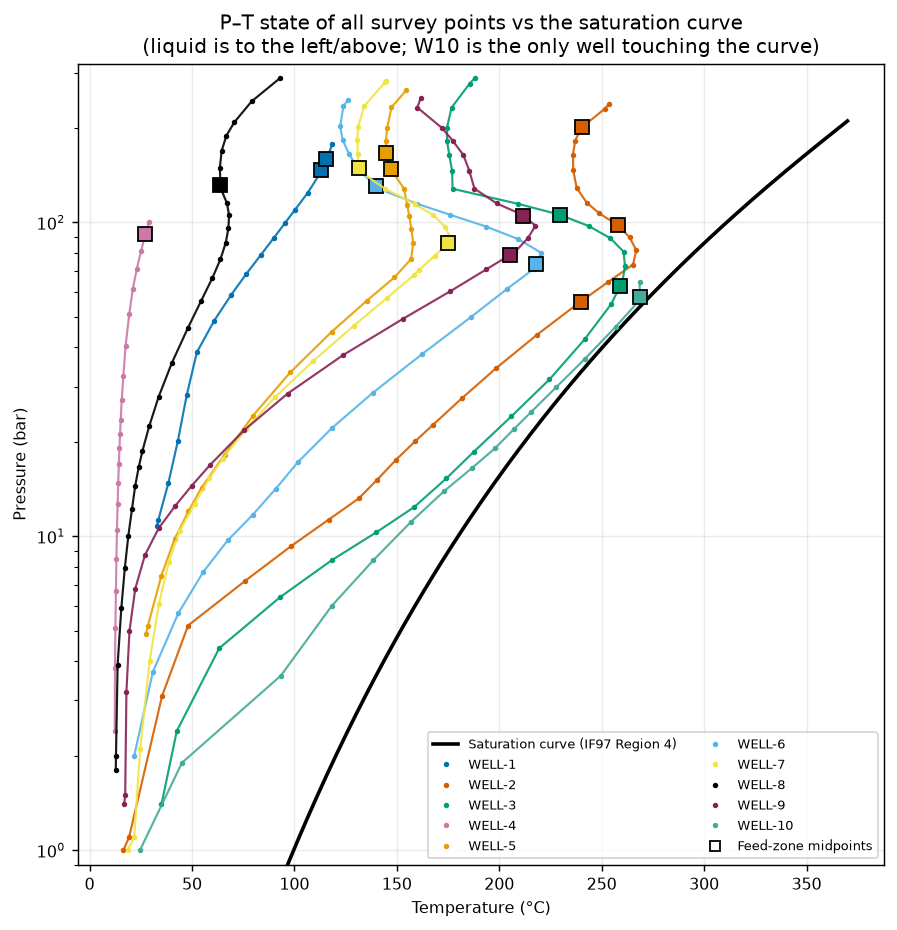 P–T state of all survey points vs the saturation curve
(liquid is to the left/above; W10 is the only well touching the curve)
Pressure (bar)
10²
10¹
10⁰
0 50 100 150 200 250 300 350
Temperature (°C)
Saturation curve (IF97 Region 4)
WELL-1
WELL-2
WELL-3
WELL-4
WELL-5
WELL-6
WELL-7
WELL-8
WELL-9
WELL-10
Feed-zone midpoints